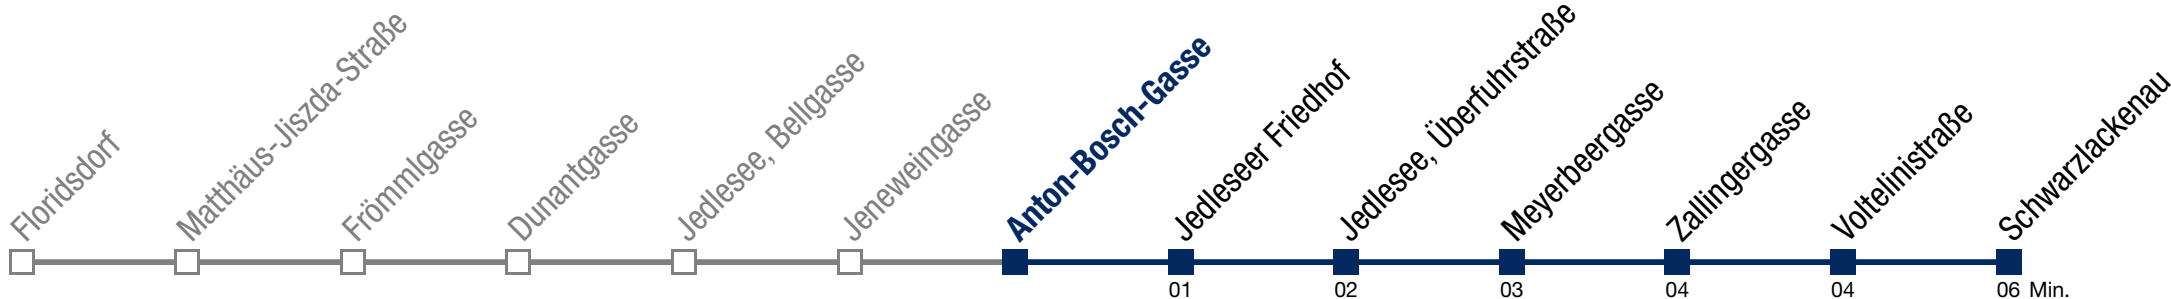 Floridsdorf
Matthäus-Jiszda-Straße
Frömmlgasse
Dunantgasse
Jedlesee, Bellgasse
Jeneweingasse
Anton-Bosch-Gasse
Jedleseer Friedhof
Jedlesee, Überfuhrstraße
Meyerbeergasse
Zallingergasse
Voltelinistraße
Schwarzlackenau
01 02 03 04 04 06 Min.